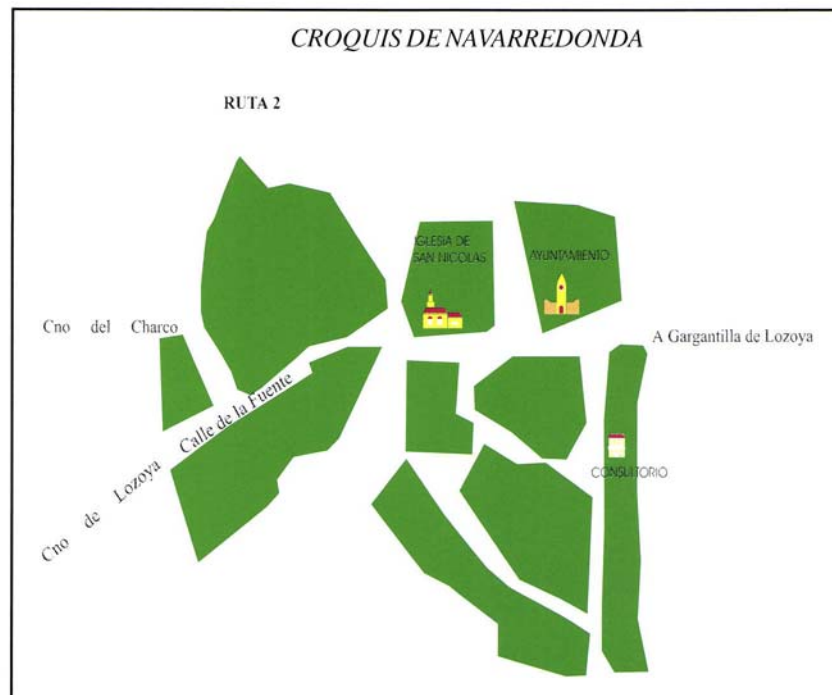 CROQUIS DE NAVARREDONDA
RUTA 2
IGLESIA DE
SAN NICOLAS
AYUNTAMIENTO
Cno del Charco
A Gargantilla de Lozoya
Calle de la Fuente
Cno de Lozoya
CONSULTORIO